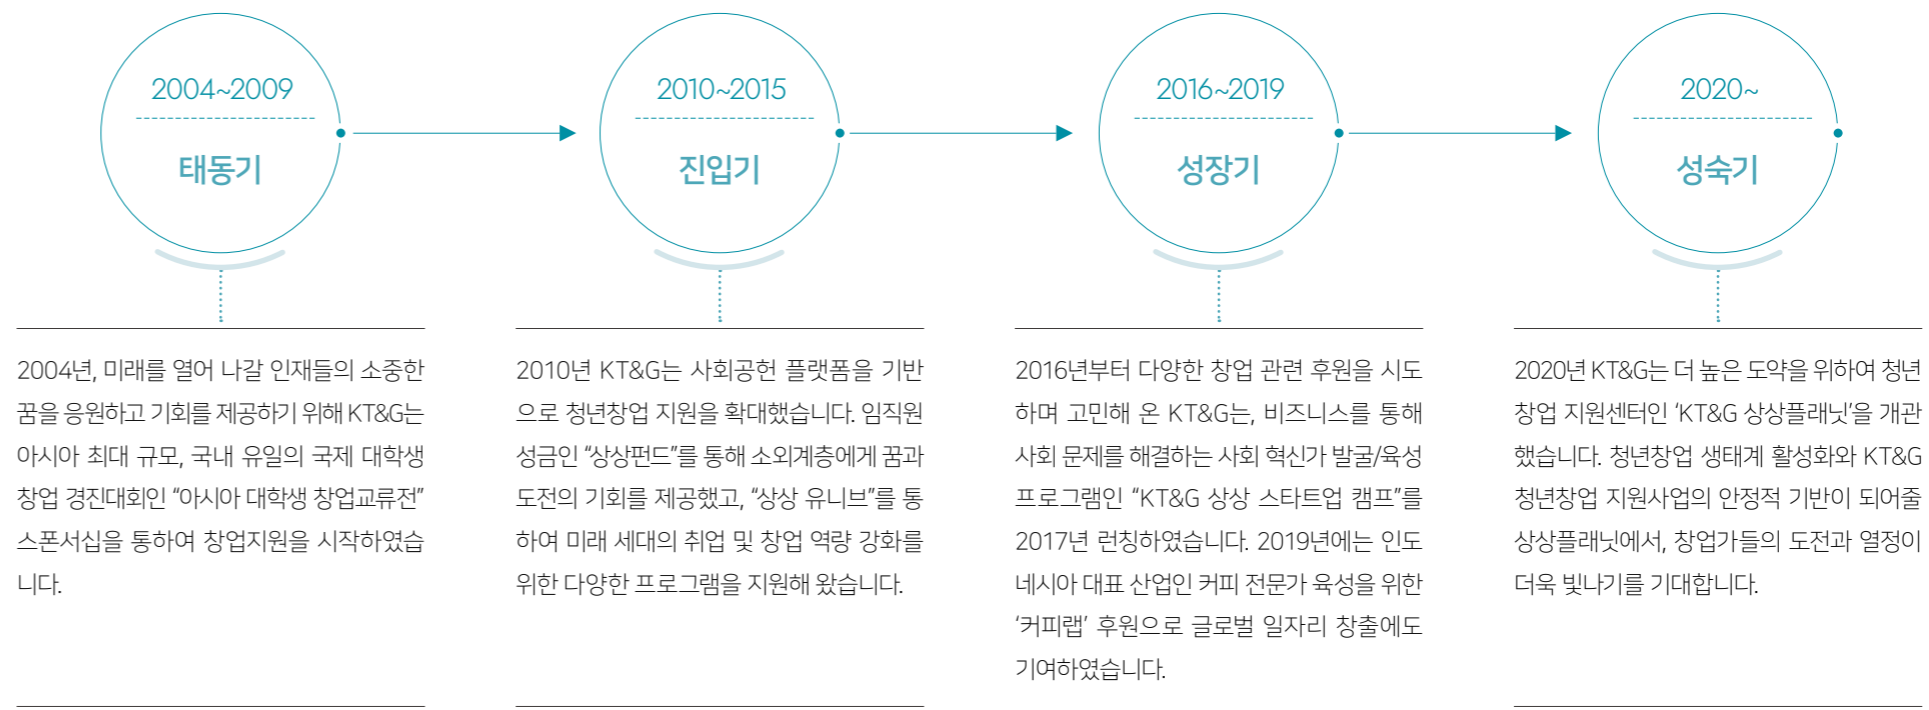 2004~2009
태동기
2004년, 미래를 열어 나갈 인재들의 소중한
꿈을 응원하고 기회를 제공하기 위해 KT&G는
아시아 최대 규모, 국내 유일의 국제 대학생
창업 경진대회인 “아시아 대학생 창업교류전”
스폰서십을 통하여 창업지원을 시작하였습
니다.
2010~2015
진입기
2010년 KT&G는 사회공헌 플랫폼을 기반
으로 청년창업 지원을 확대했습니다. 임직원
성금인 “상상펀드”를 통해 소외계층에게 꿈과
도전의 기회를 제공했고, “상상 유니브”를 통
하여 미래 세대의 취업 및 창업 역량 강화를
위한 다양한 프로그램을 지원해 왔습니다.
2016~2019
성장기
2016년부터 다양한 창업 관련 후원을 시도
하며 고민해 온 KT&G는, 비즈니스를 통해
사회 문제를 해결하는 사회 혁신가 발굴/육성
프로그램인 “KT&G 상상 스타트업 캠프”를
2017년 런칭하였습니다. 2019년에는 인도
네시아 대표 산업인 커피 전문가 육성을 위한
‘커피랩’ 후원으로 글로벌 일자리 창출에도
기여하였습니다.
2020~
성숙기
2020년 KT&G는 더 높은 도약을 위하여 청년
창업 지원센터인 ‘KT&G 상상플래닛’을 개관
했습니다. 청년창업 생태계 활성화와 KT&G
청년창업 지원사업의 안정적 기반이 되어줄
상상플래닛에서, 창업가들의 도전과 열정이
더욱 빛나기를 기대합니다.